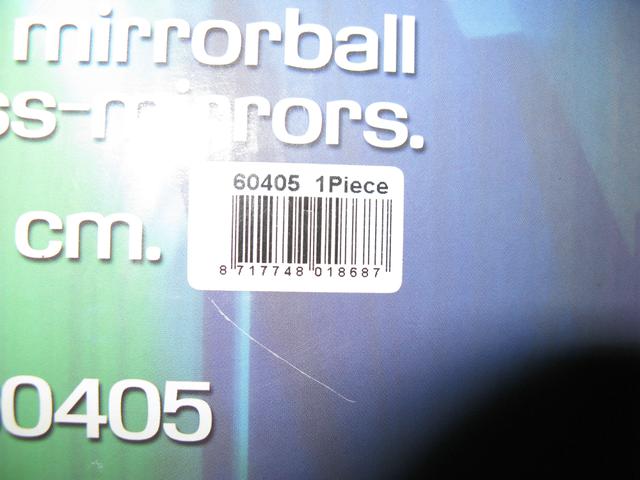 mirrorball
ss-mirrors.
60405 1Piece
8 717748 018687
cm.
0405